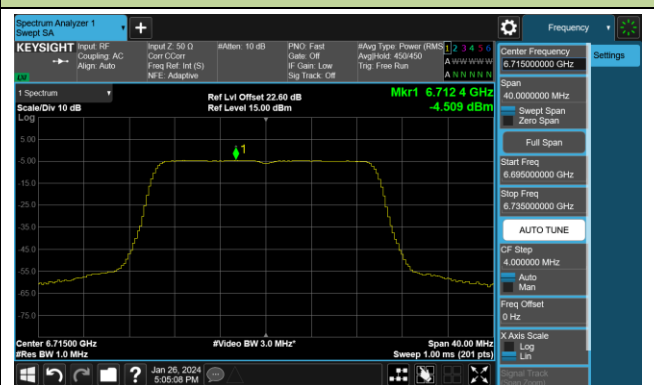 Spectrum Analyzer 1
Swept SA
Frequency
KEYSIGHT
Input: RF
Coupling: AC
Align: Auto
Input Z: 50 Ω
Corr CCorr
Freq Ref: Int (S)
NFE: Adaptive
#Atten: 10 dB
PNO: Fast
Gate: Off
IF Gain: Low
Sig Track: Off
#Avg Type: Power (RMS
Avg|Hold: 450/450
Trig: Free Run
1 2 3 4 5 6
A W W W W W
A N N N N N
LXI
1 Spectrum
Scale/Div 10 dB
Log
Ref Lvl Offset 22.60 dB
Ref Level 15.00 dBm
Mkr1 6.712 4 GHz
-4.509 dBm
1
5.00
-5.00
-15.0
-25.0
-35.0
-45.0
-55.0
-65.0
-75.0
Center 6.71500 GHz
#Res BW 1.0 MHz
#Video BW 3.0 MHz*
Span 40.00 MHz
Sweep 1.00 ms (201 pts)
Jan 26, 2024
5:05:08 PM
Center Frequency
6.715000000 GHz
Settings
Span
40.0000000 MHz
Swept Span
Zero Span
Full Span
Start Freq
6.695000000 GHz
Stop Freq
6.735000000 GHz
AUTO TUNE
CF Step
4.000000 MHz
Auto
Man
Freq Offset
0 Hz
X Axis Scale
Log
Lin
Signal Track
(Span Zoom)